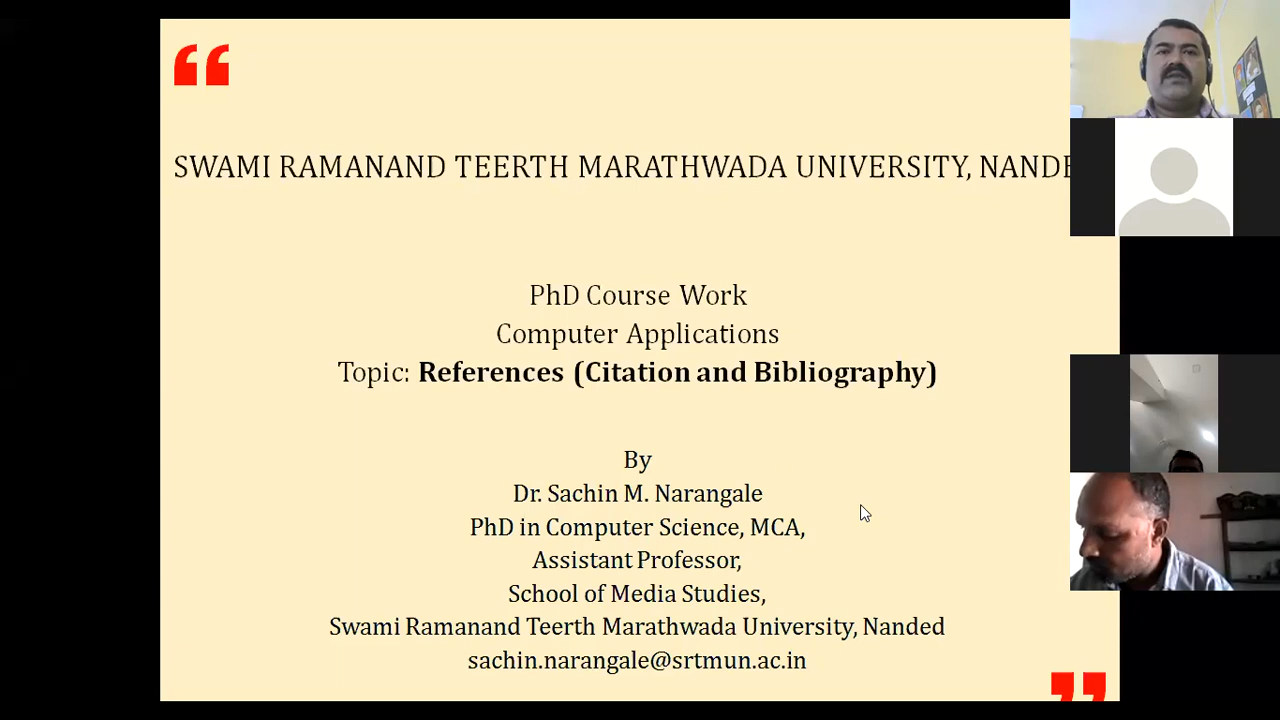 SWAMI RAMANAND TEERTH MARATHWADA UNIVERSITY, NANDE
PhD Course Work
Computer Applications
Topic: References (Citation and Bibliography)
By
Dr. Sachin M. Narangale
PhD in Computer Science, MCA,
Assistant Professor,
School of Media Studies,
Swami Ramanand Teerth Marathwada University, Nanded
sachin.narangale@srtmun.ac.in